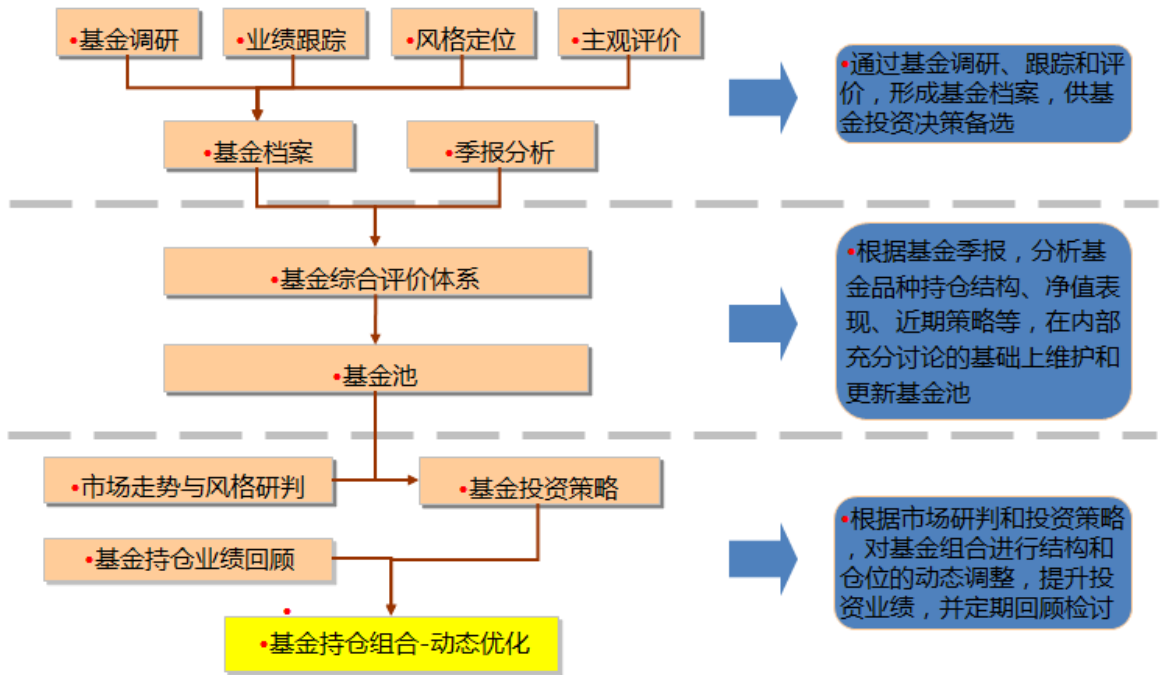 •基金调研
•业绩跟踪
•风格定位
•主观评价
•通过基金调研、跟踪和评
价，形成基金档案，供基
金投资决策备选
•基金档案
•季报分析
•基金综合评价体系
•基金池
•根据基金季报，分析基
金品种持仓结构、净值表
现、近期策略等，在内部
充分讨论的基础上维护和
更新基金池
•市场走势与风格研判
•基金投资策略
•基金持仓业绩回顾
•
•基金持仓组合-动态优化
•根据市场研判和投资策略
，对基金组合进行结构和
仓位的动态调整，提升投
资业绩，并定期回顾检讨